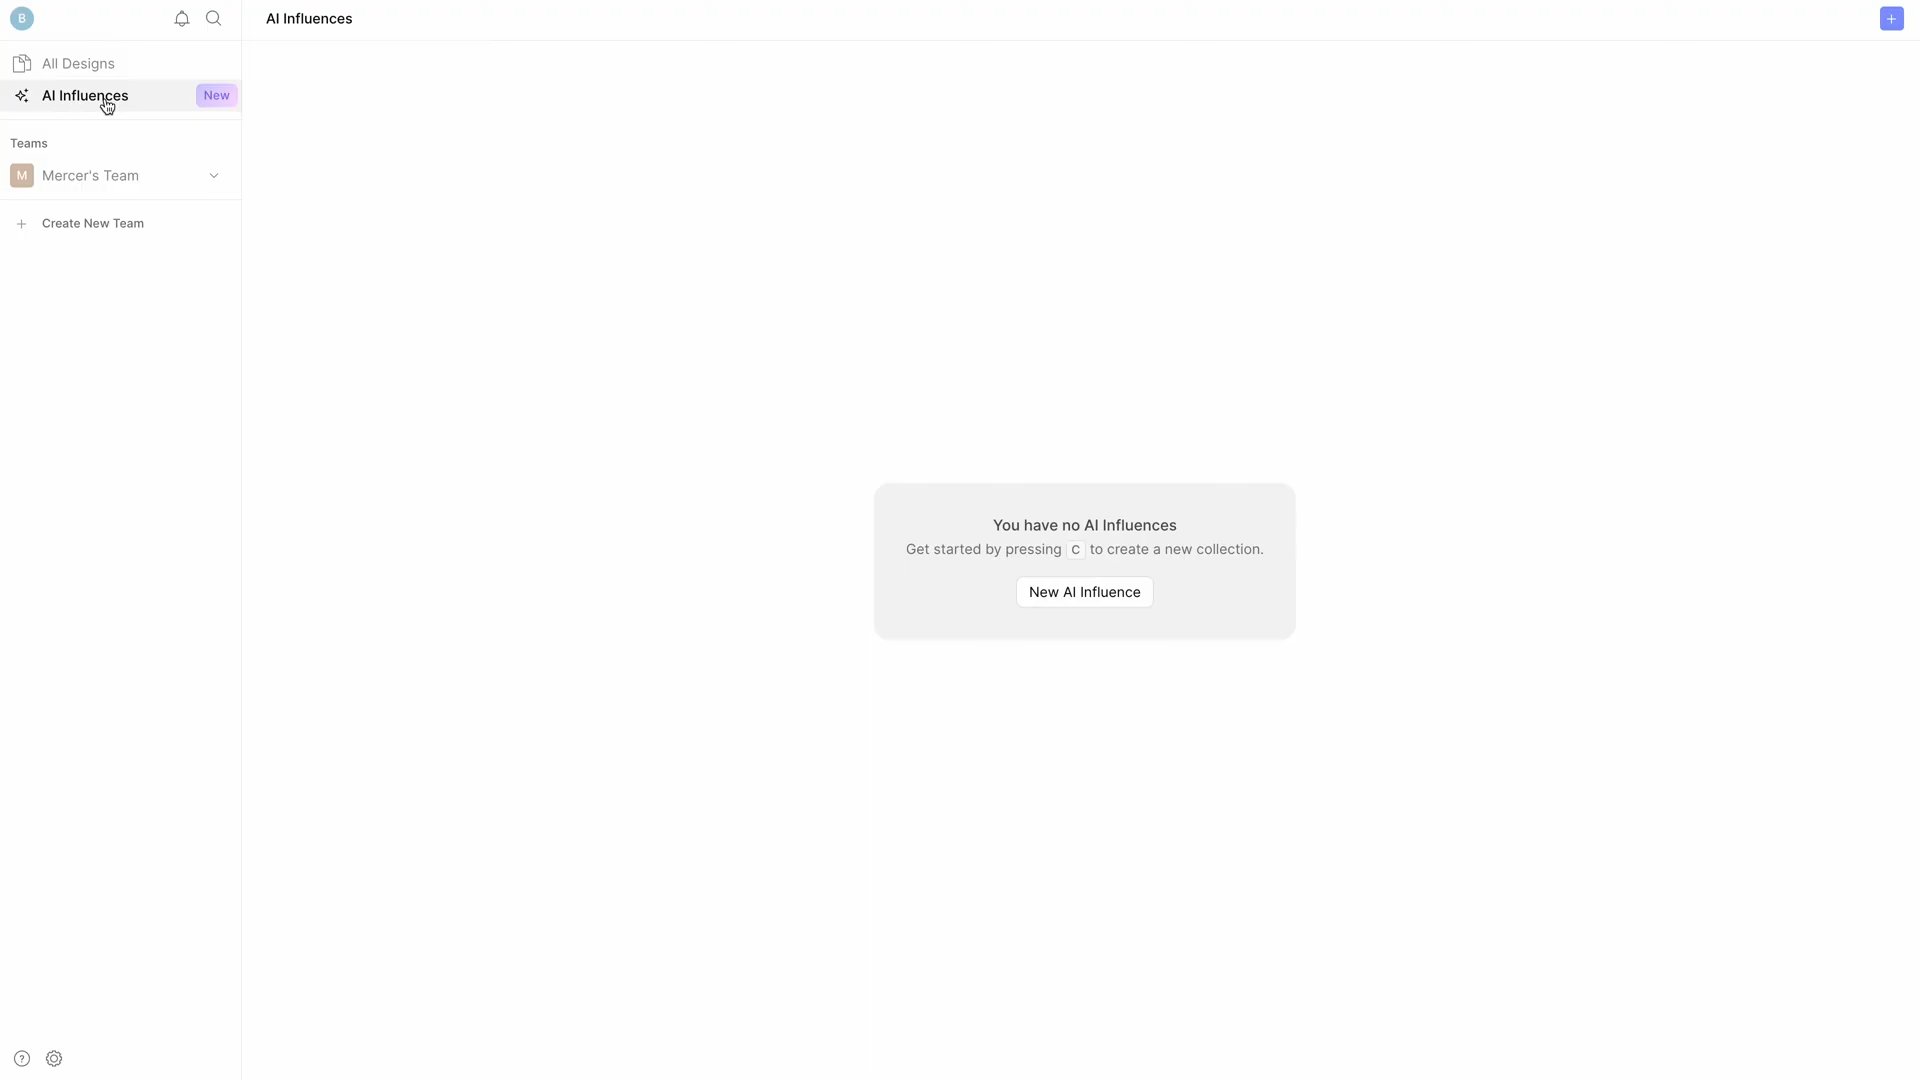 B
AI Influences
All Designs
AI Influences
New
Teams
M
Mercer's Team
Create New Team
You have no AI Influences
Get started by pressing C to create a new collection.
New AI Influence